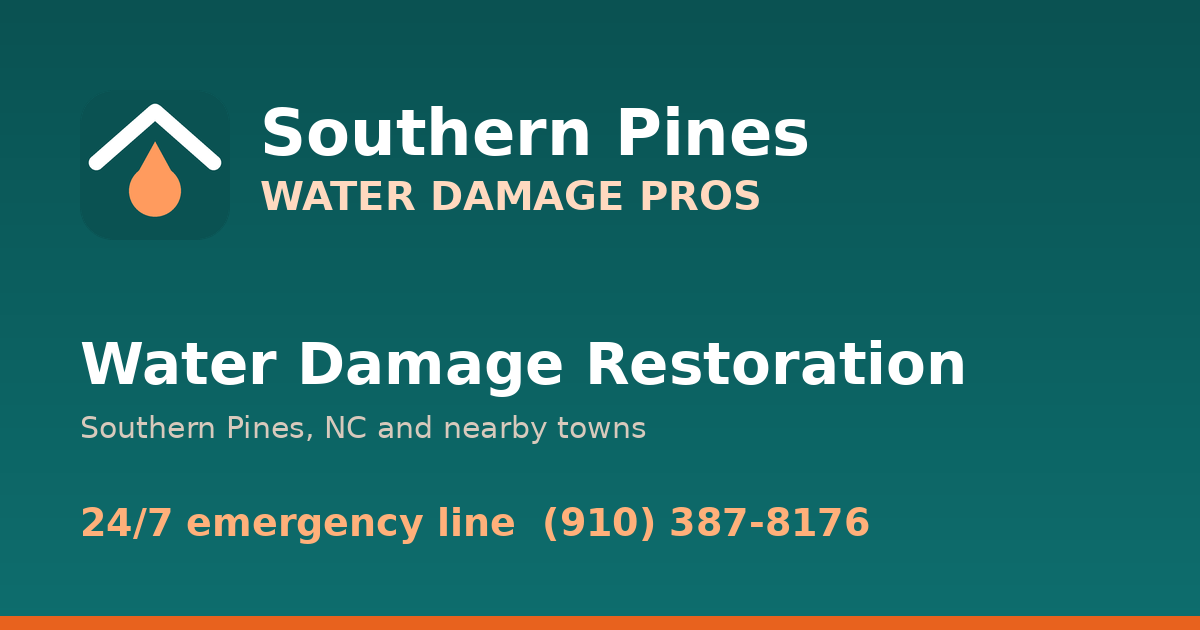 Southern Pines
WATER DAMAGE PROS
Water Damage Restoration
Southern Pines, NC and nearby towns
24/7 emergency line (910) 387-8176